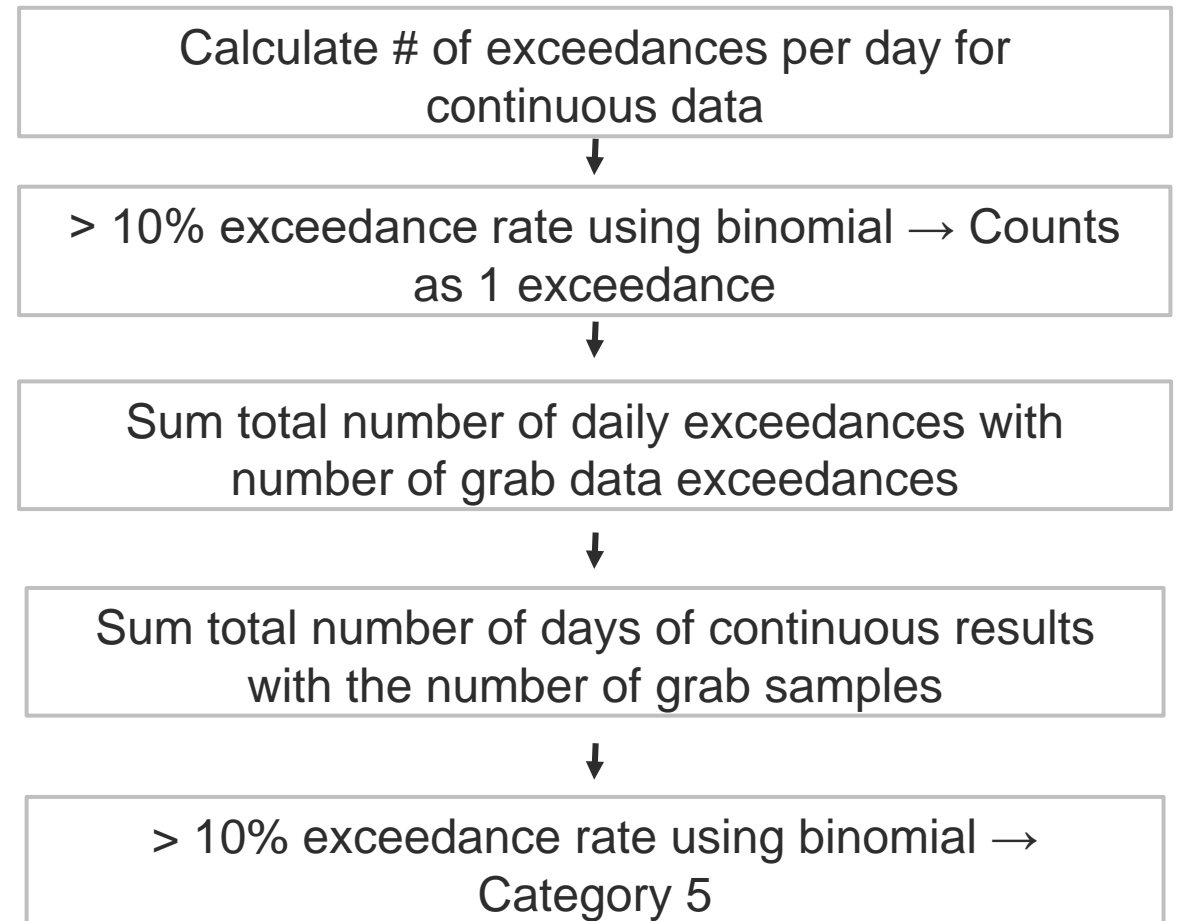 Calculate # of exceedances per day for
continuous data
> 10% exceedance rate using binomial → Counts
as 1 exceedance
Sum total number of daily exceedances with
number of grab data exceedances
Sum total number of days of continuous results
with the number of grab samples
> 10% exceedance rate using binomial →
Category 5